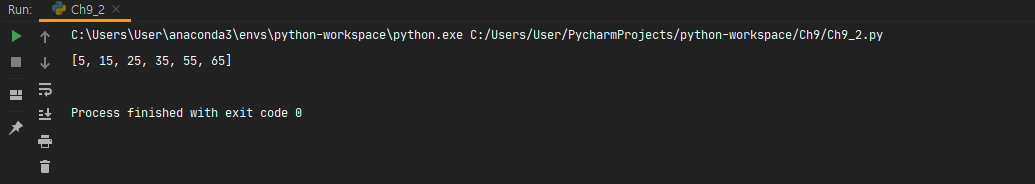 Run: Ch9_2
C:\Users\User\anaconda3\envs\python-workspace\python.exe C:/Users/User/PycharmProjects/python-workspace/Ch9/Ch9_2.py
[5, 15, 25, 35, 55, 65]
Process finished with exit code 0